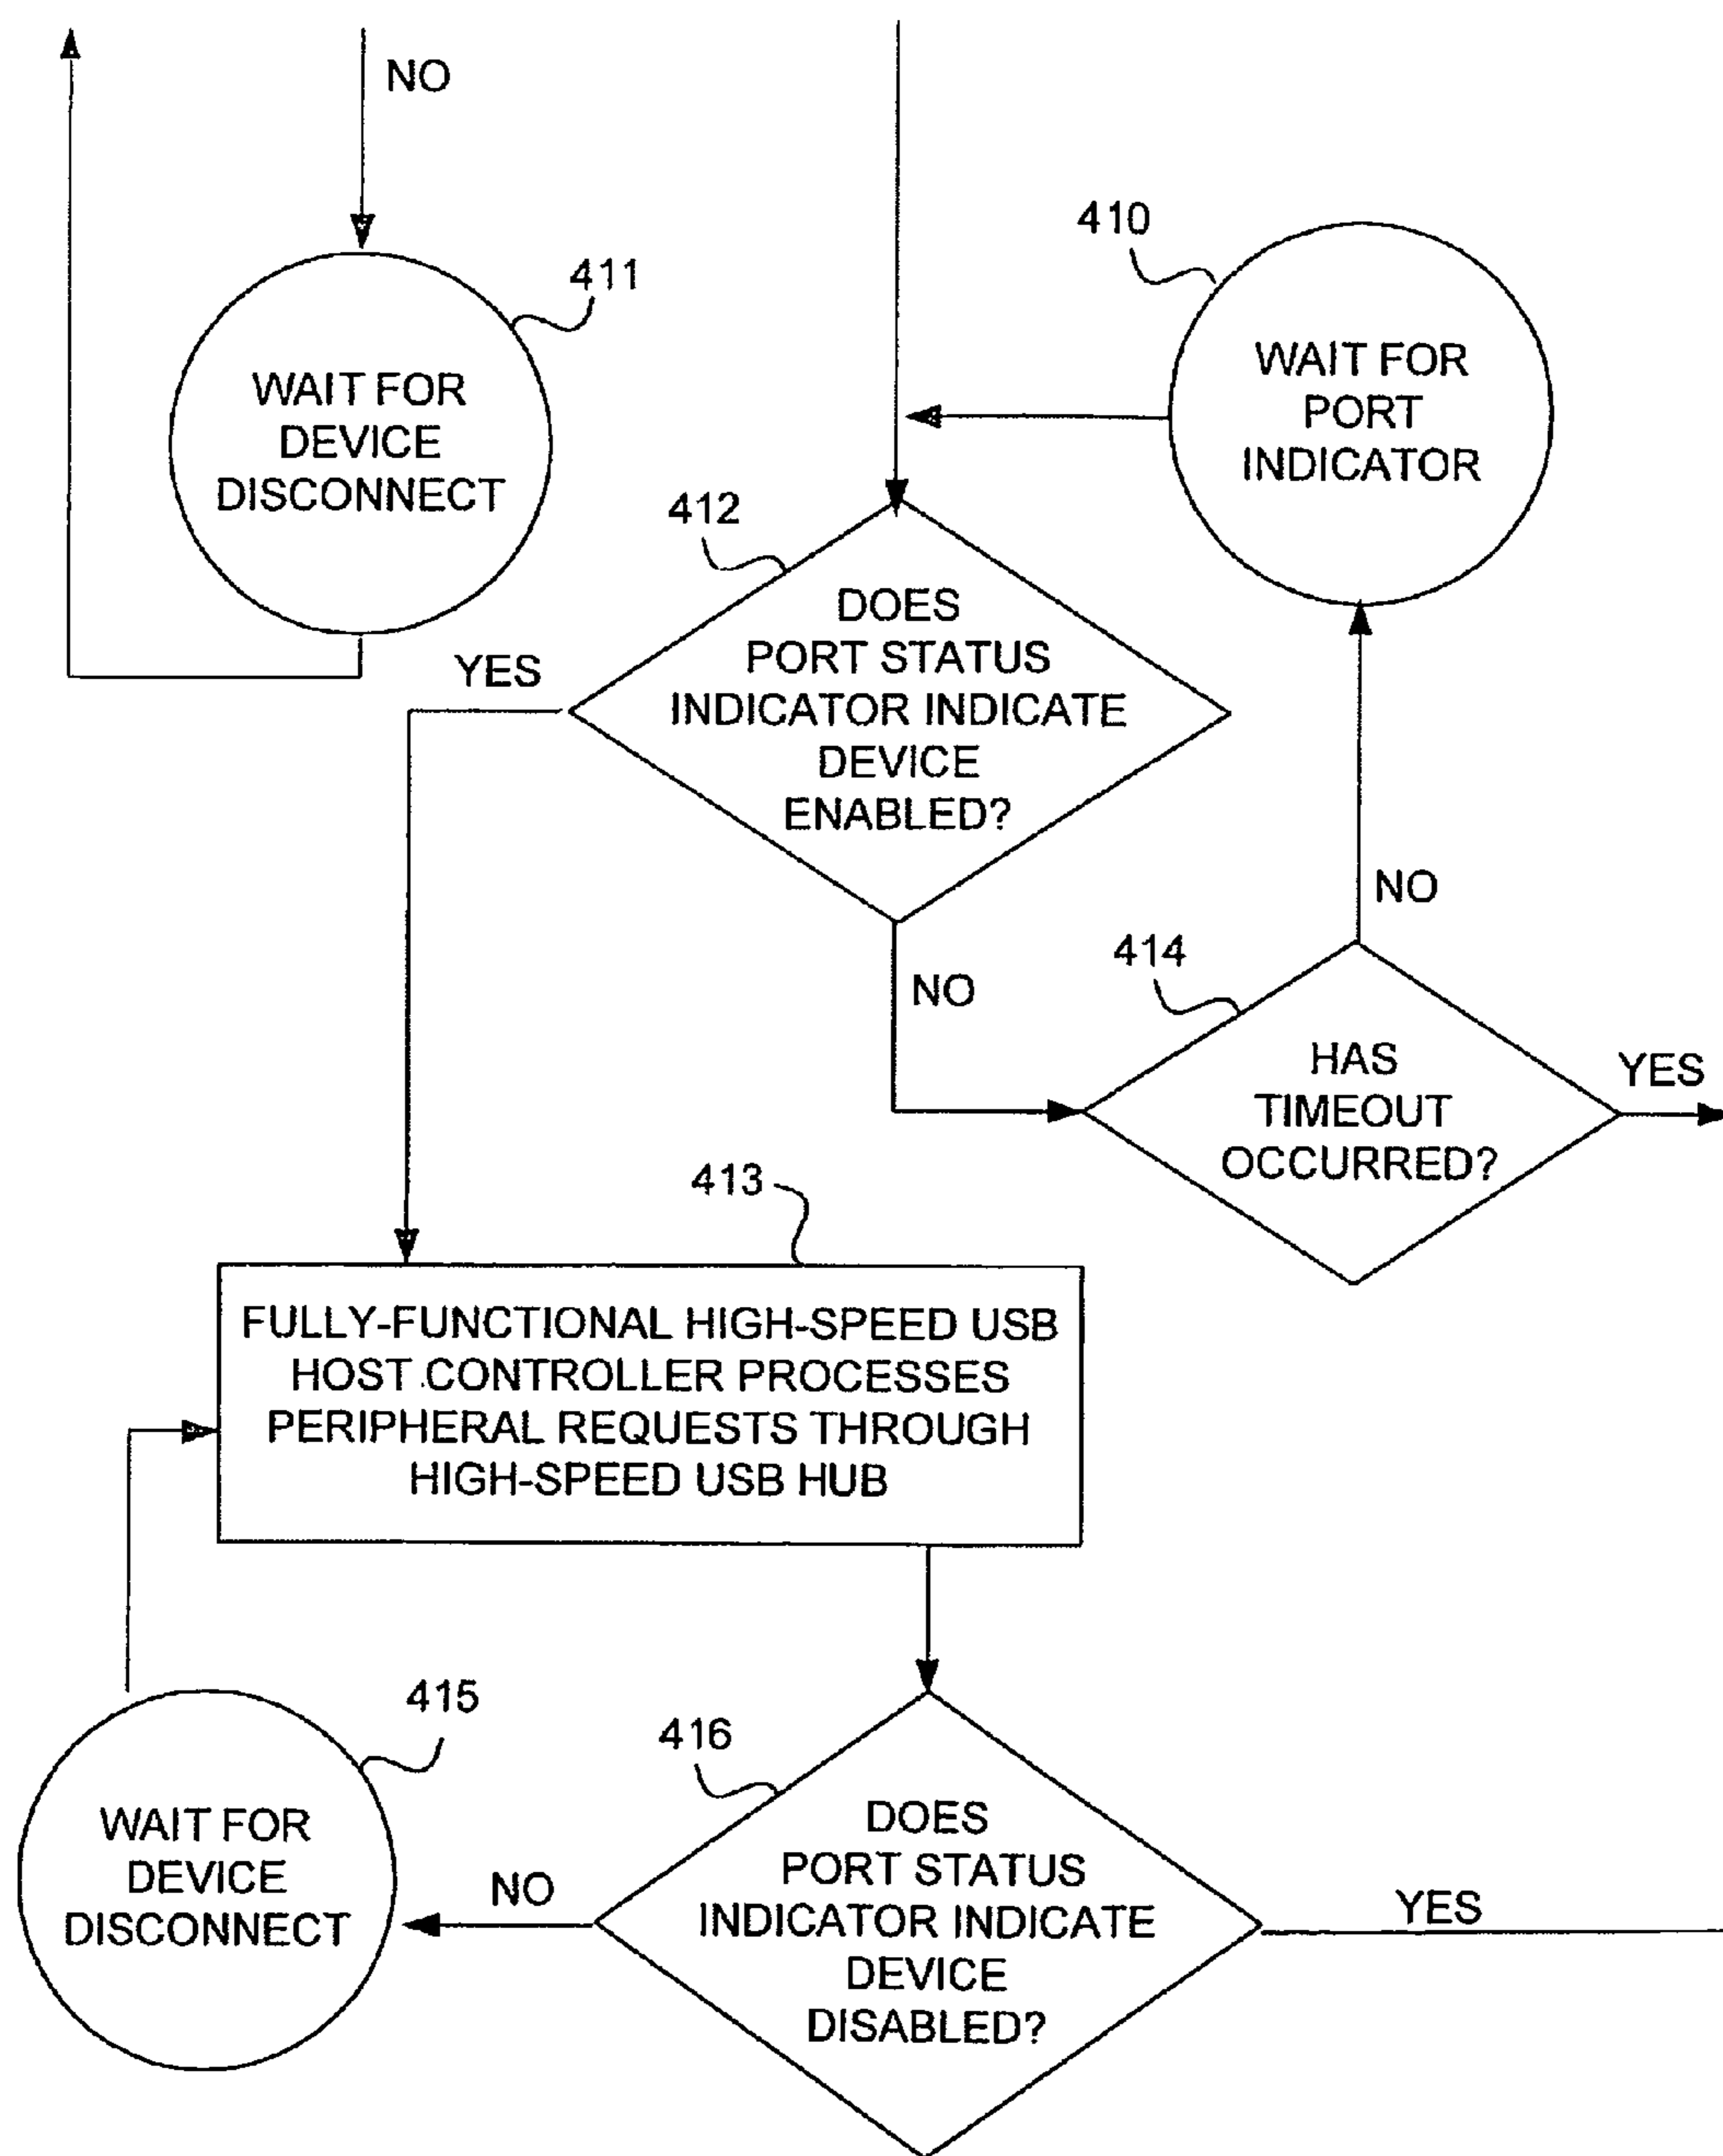 NO
410
411
WAIT FOR
PORT
INDICATOR
WAIT FOR
DEVICE
DISCONNECT
412
DOES
PORT STATUS
INDICATOR INDICATE
DEVICE
ENABLED?
YES
NO
NO
414
HAS
TIMEOUT
OCCURRED?
YES
413
FULLY-FUNCTIONAL HIGH-SPEED USB
HOST CONTROLLER PROCESSES
PERIPHERAL REQUESTS THROUGH
HIGH-SPEED USB HUB
415
WAIT FOR
DEVICE
DISCONNECT
416
NO
DOES
PORT STATUS
INDICATOR INDICATE
DEVICE
DISABLED?
YES